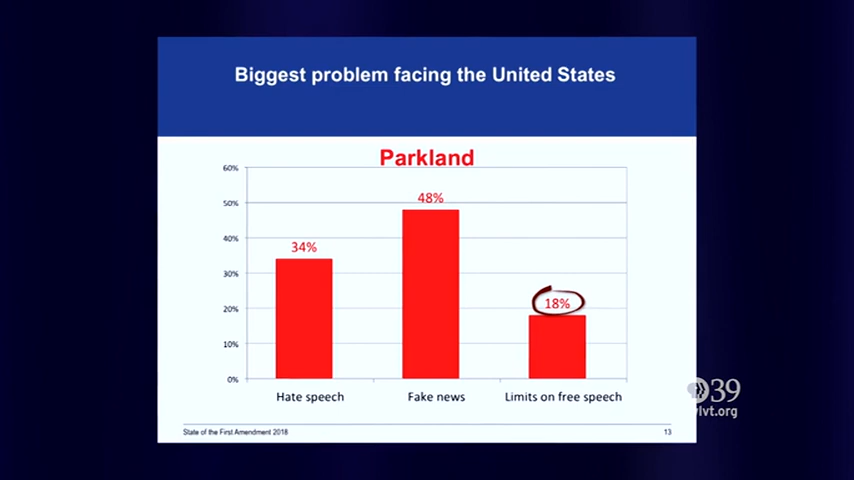 Biggest problem facing the United States
Parkland
60%
50%
40%
30%
20%
10%
0%
34%
48%
18%
Hate speech
Fake news
Limits on free speech
State of the First Amendment 2018
13
39
wlvt.org